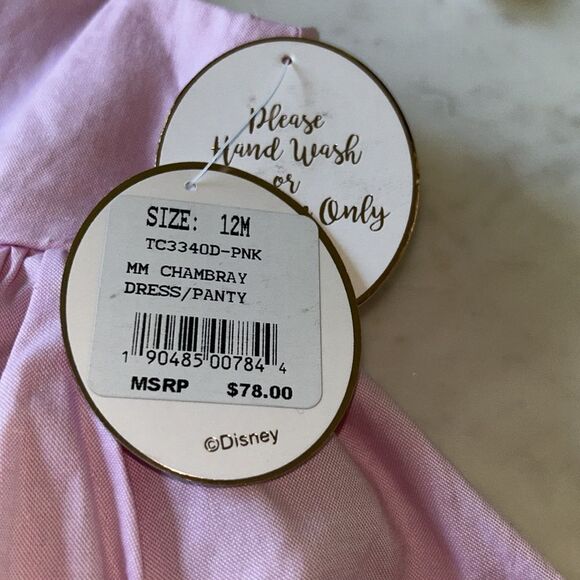 Please
Hand Wash
or
Only
SIZE: 12M
TC3340D-PNK
MM CHAMBRAY
DRESS/PANTY
1 90485 00784 4
MSRP $78.00
©Disney